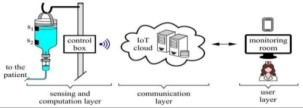 control
box
IoT
cloud
monitoring
room
to the
patient
sensing and
computation layer
communication
layer
user
layer